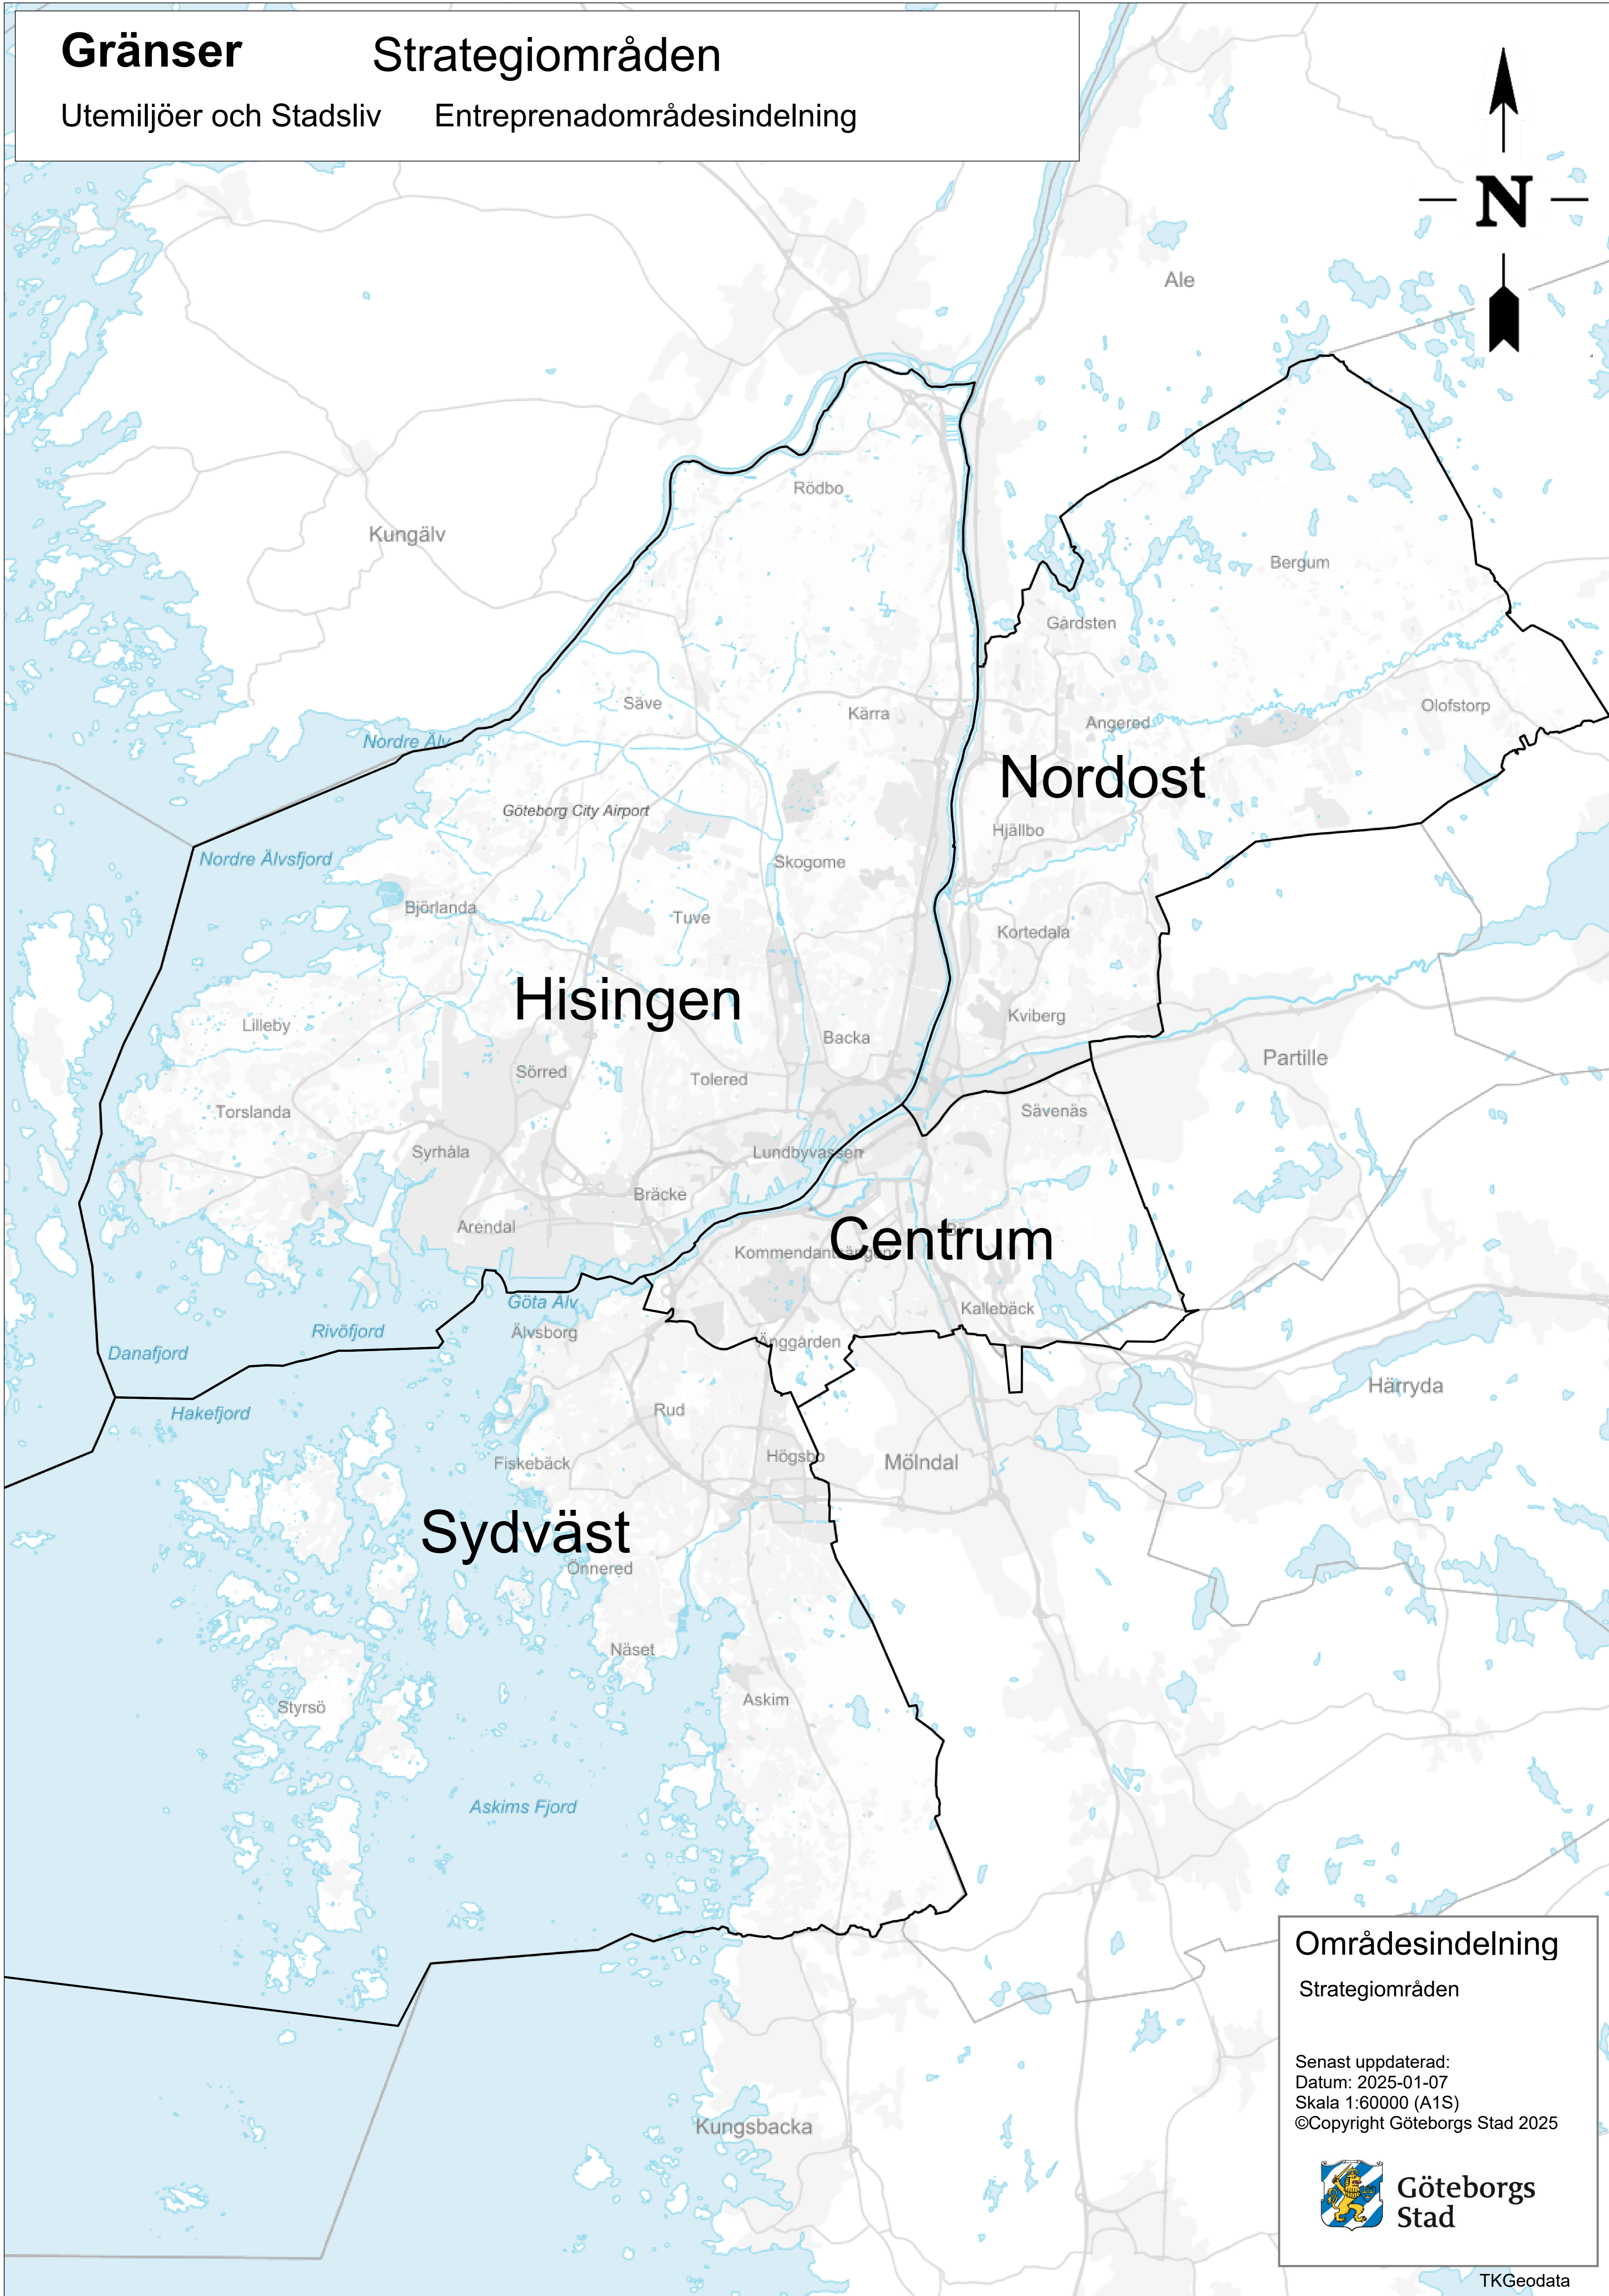 Gränser Strategiområden
Utemiljöer och Stadsliv Entreprenadområdesindelning
N
Ale
Rödbo
Kungälv
Bergum
Gårdsten
Säve
Kärra
Olofstorp
Angered
Nordre Älv
Nordost
Göteborg City Airport
Hjällbo
Nordre Älvsfjord
Skogome
Björlanda
Tuve
Kortedala
Hisingen
Lilleby
Kviberg
Backa
Partille
Sörred
Tolered
Torslanda
Sävenäs
Syrhåla
Lundbyvassen
Bräcke
Arendal
Centrum
Kallebäck
Göta Älv
Rivöfjord
Älvsborg
Änggården
Danafjord
Härryda
Hakefjord
Rud
Högsbo
Mölndal
Fiskebäck
Sydväst
Önnered
Näset
Askim
Styrsö
Askims Fjord
Kungsbacka
Områdesindelning
Strategiområden
Senast uppdaterad:
Datum: 2025-01-07
Skala 1:60000 (A1S)
©Copyright Göteborgs Stad 2025
Göteborgs
Stad
TKGeodata